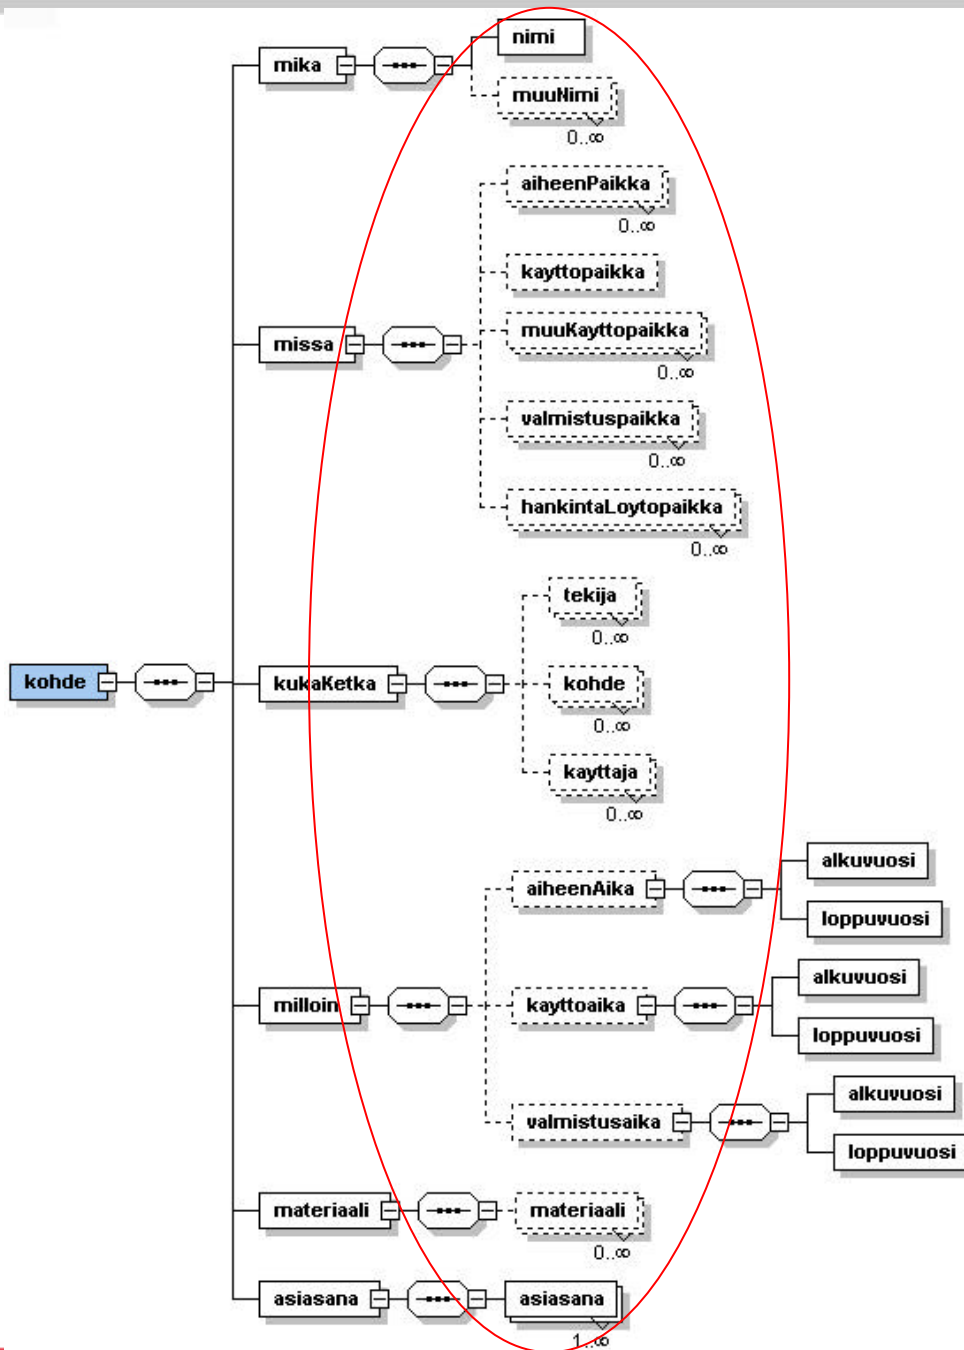 nimi
mika
muuNimi
0..∞
aiheenPaikka
0..∞
kayttopaikka
missa
muuKayttopaikka
0..∞
valmistuspaikka
0..∞
hankintaLoytopaikka
0..∞
tekija
0..∞
kohde
kukaKetka
kohde
0..∞
kayttaja
0..∞
alkuvuosi
aiheenAika
loppuvuosi
alkuvuosi
milloin
kayttoaika
loppuvuosi
alkuvuosi
valmistusaika
loppuvuosi
materiaali
materiaali
0..∞
asiasana
asiasana
1..∞